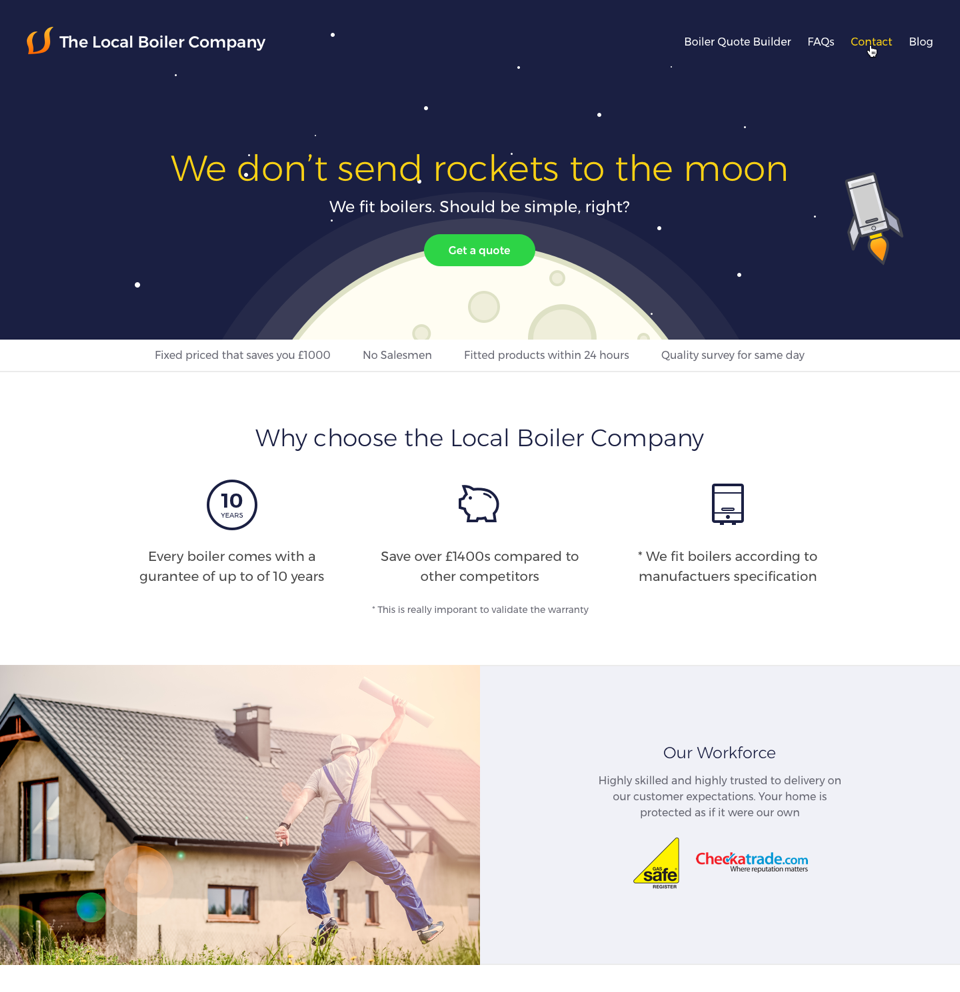 The Local Boiler Company
Boiler Quote Builder FAQs Contact Blog
We don't send rockets to the moon
We fit boilers. Should be simple, right?
Get a quote
Fixed priced that saves you £1000 No Salesmen Fitted products within 24 hours Quality survey for same day
Why choose the Local Boiler Company
10
YEARS
Every boiler comes with a
gurantee of up to of 10 years
Save over £1400s compared to
other competitors
* We fit boilers according to
manufactuers specification
* This is really imporant to validate the warranty
Our Workforce
Highly skilled and highly trusted to delivery on
our customer expectations. Your home is
protected as if it were our own
GAS
safe
REGISTER
Checkatrade.com
Where reputation matters